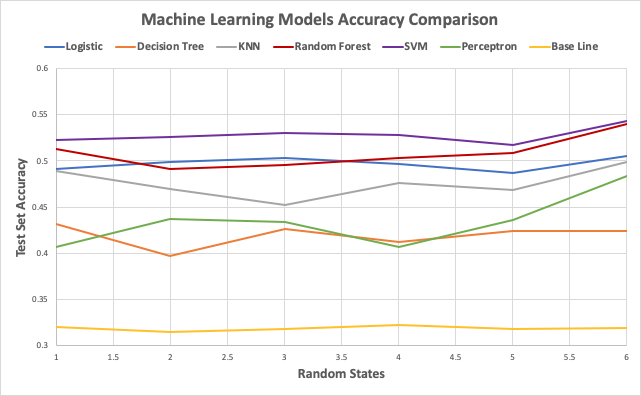 Machine Learning Models Accuracy Comparison
Logistic Decision Tree KNN Random Forest SVM Perceptron Base Line
0.6
0.55
0.5
0.45
0.4
0.35
0.3
Test Set Accuracy
1 1.5 2 2.5 3 3.5 4 4.5 5 5.5 6
Random States